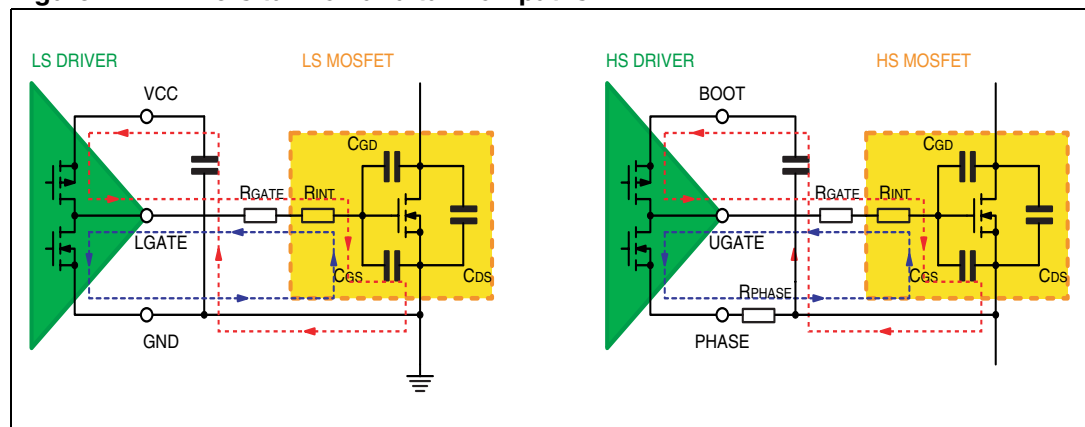 LS DRIVER
LS MOSFET
HS DRIVER
HS MOSFET
VCC
BOOT
CGD
CGD
RGATE
RINT
RGATE
RINT
LGATE
UGATE
CGS
CDS
CGS
CDS
RPHASE
GND
PHASE